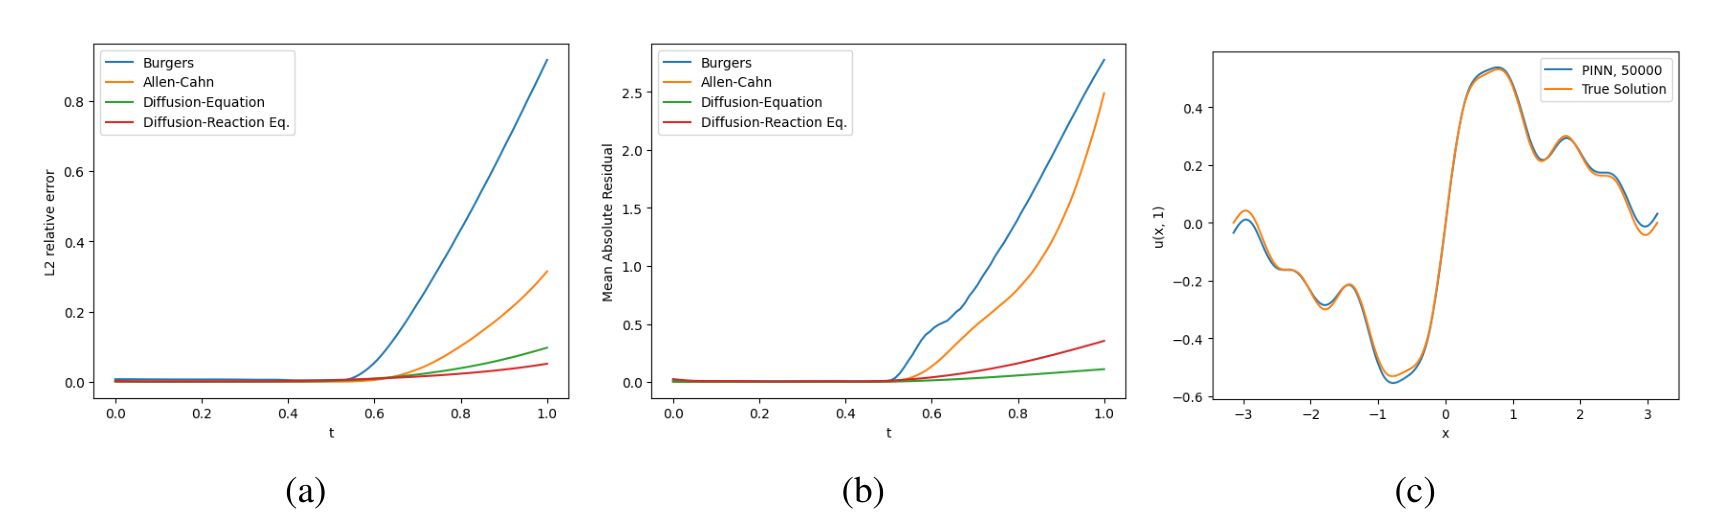 Burgers
Allen-Cahn
Diffusion-Equation
Diffusion-Reaction Eq.
L2 relative error
0.8
0.6
0.4
0.2
0.0
0.0 0.2 0.4 0.6 0.8 1.0
t
(a)
Burgers
Allen-Cahn
Diffusion-Equation
Diffusion-Reaction Eq.
Mean Absolute Residual
2.5
2.0
1.5
1.0
0.5
0.0
0.0 0.2 0.4 0.6 0.8 1.0
t
(b)
PINN, 50000
True Solution
u(x, 1)
0.4
0.2
0.0
−0.2
−0.4
−0.6
−3 −2 −1 0 1 2 3
x
(c)